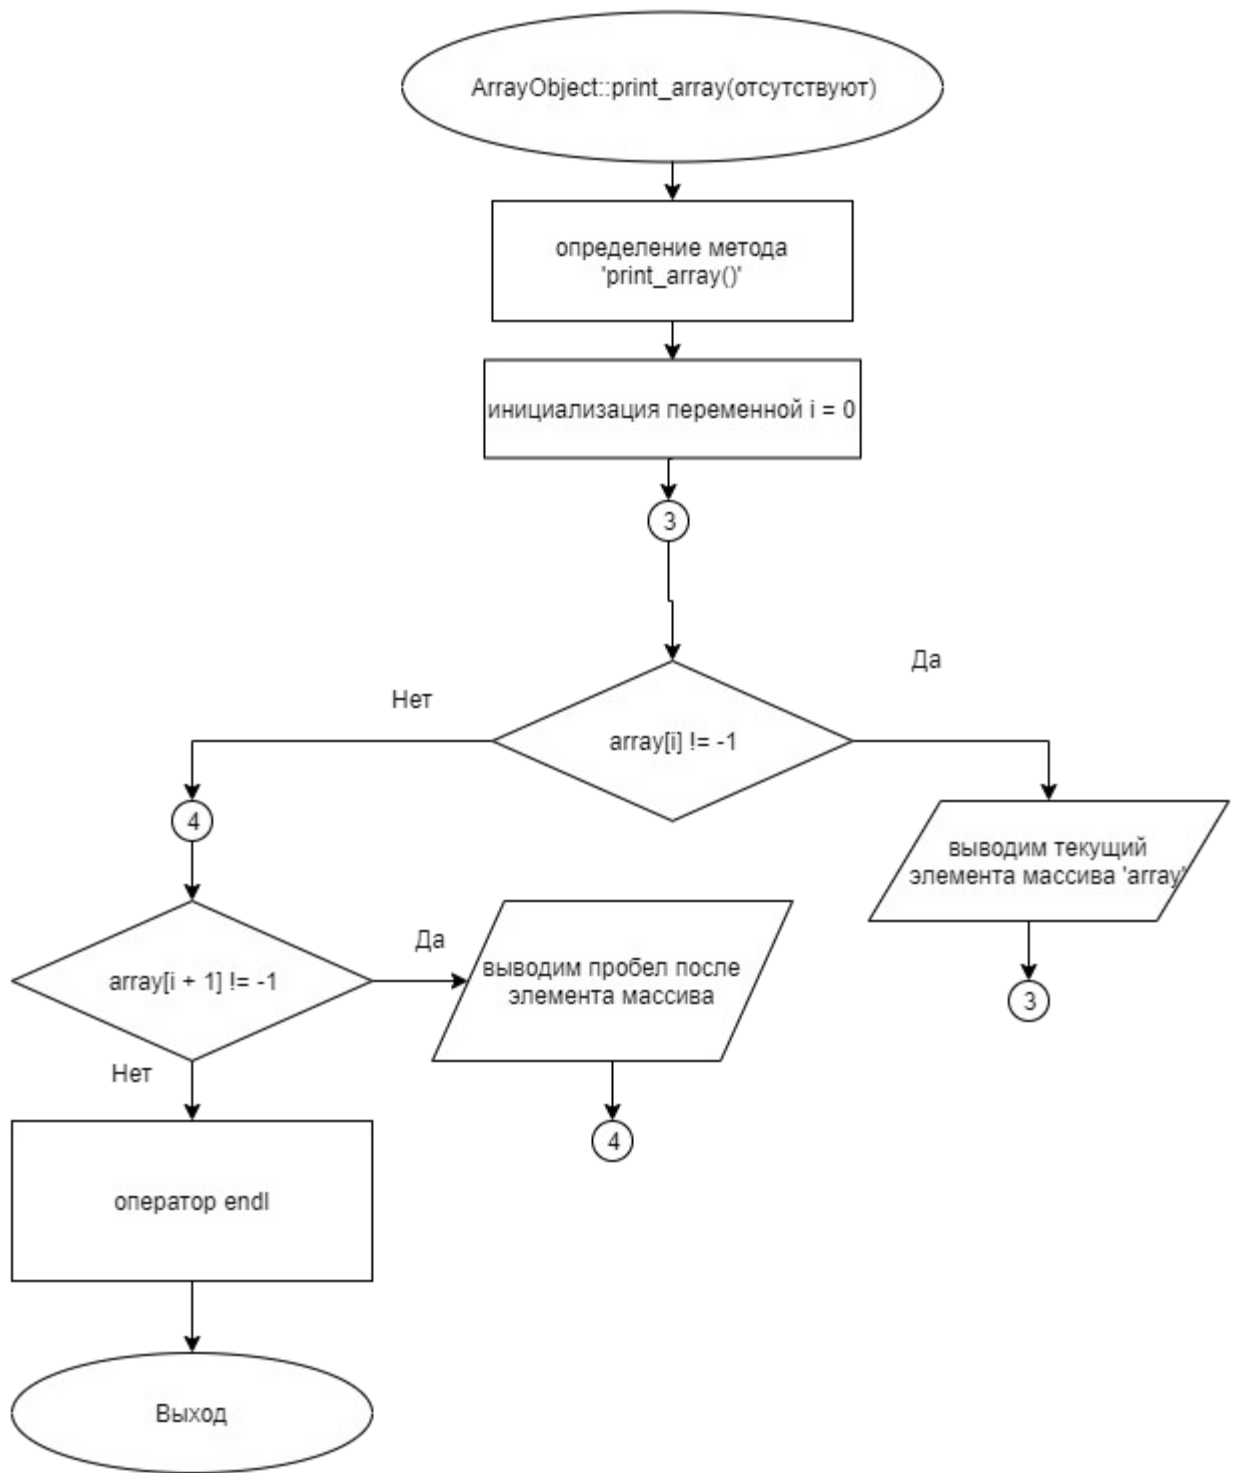 ArrayObject::print_array(отсутствуют)
определение метода
'print_array()'
инициализация переменной i = 0
3
Да
Нет
array[i] != -1
4
выводим текущий
элемента массива 'array'
Да
выводим пробел после
элемента массива
array[i + 1] != -1
3
Нет
4
оператор endl
Выход